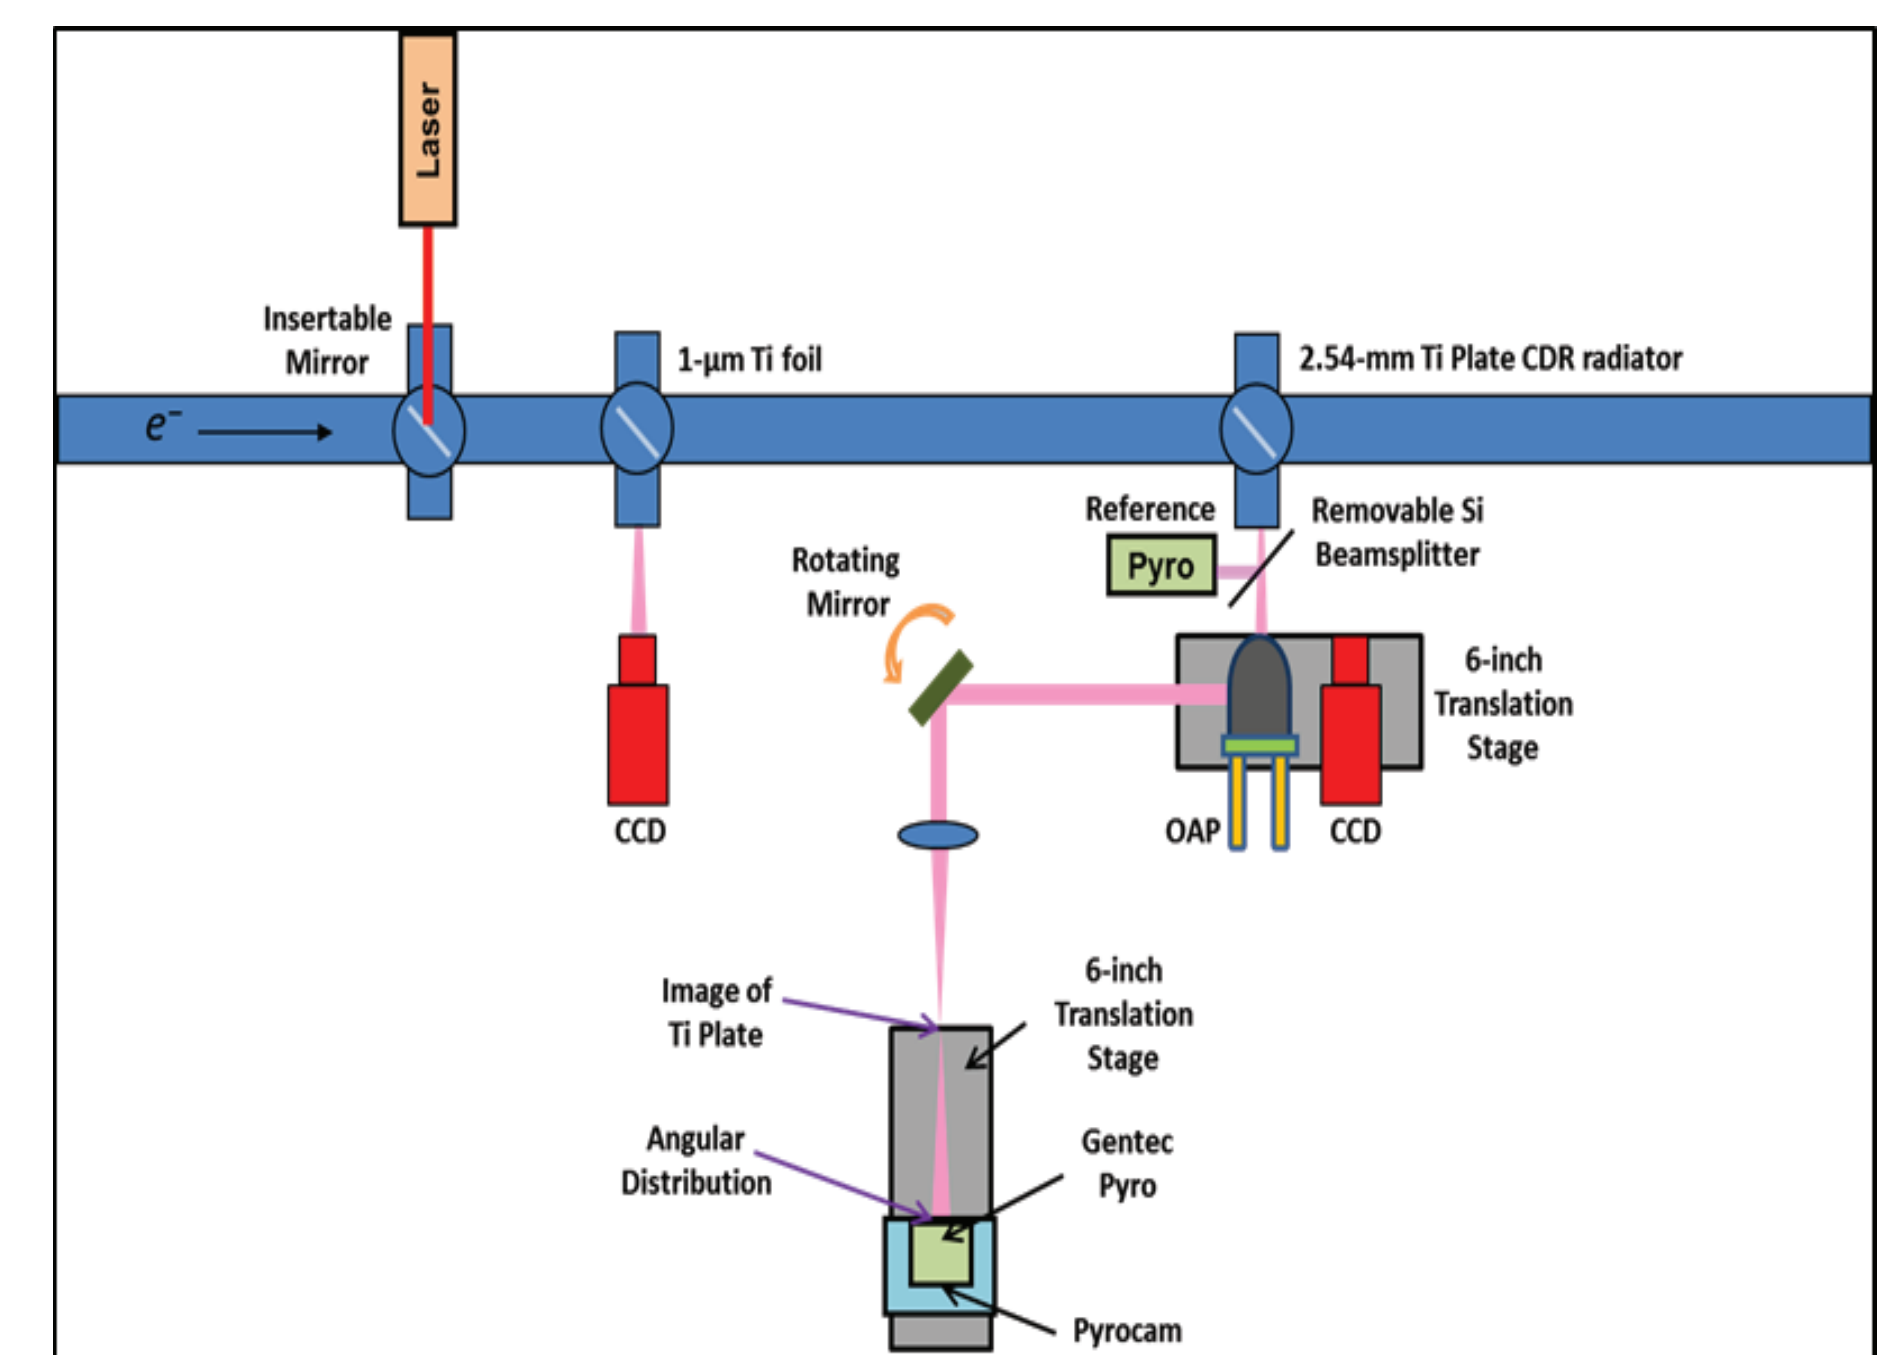 Laser
Insertable
Mirror
1-µm Ti foil
2.54-mm Ti Plate CDR radiator
e⁻
Reference
Pyro
Removable Si
Beamsplitter
Rotating
Mirror
6-inch
Translation
Stage
CCD
OAP
CCD
Image of
Ti Plate
6-inch
Translation
Stage
Angular
Distribution
Gentec
Pyro
Pyrocam